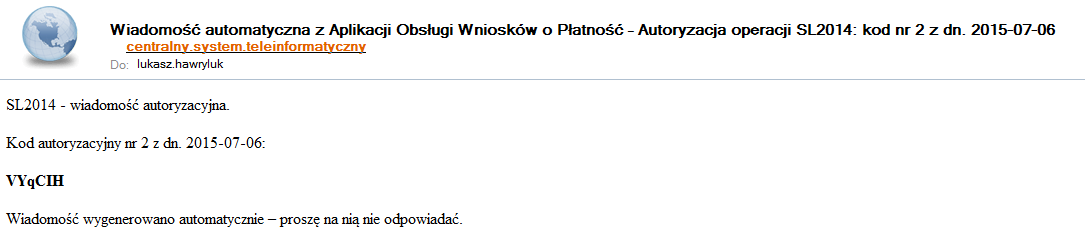 Wiadomość automatyczna z Aplikacji Obsługi Wniosków o Płatność - Autoryzacja operacji SL2014: kod nr 2 z dn. 2015-07-06
centralny.system.teleinformatyczny
Do: lukasz.hawryluk
SL2014 - wiadomość autoryzacyjna.
Kod autoryzacyjny nr 2 z dn. 2015-07-06:
VYqCIH
Wiadomość wygenerowano automatycznie – proszę na nią nie odpowiadać.